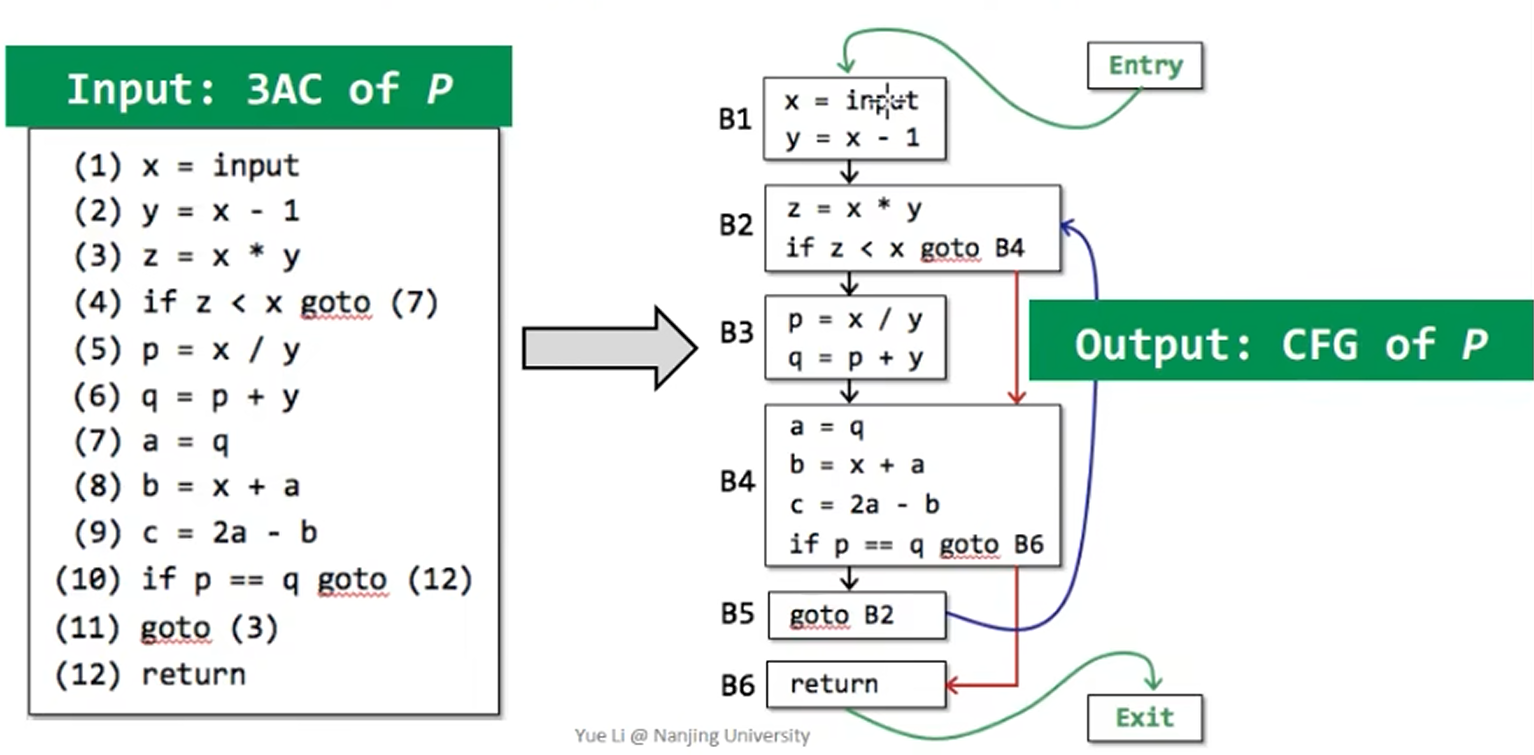 Input: 3AC of P
(1) x = input
(2) y = x - 1
(3) z = x * y
(4) if z < x goto (7)
(5) p = x / y
(6) q = p + y
(7) a = q
(8) b = x + a
(9) c = 2a - b
(10) if p == q goto (12)
(11) goto (3)
(12) return
Entry
B1
x = input
y = x - 1
B2
z = x * y
if z < x goto B4
B3
p = x / y
q = p + y
Output: CFG of P
B4
a = q
b = x + a
c = 2a - b
if p == q goto B6
B5
goto B2
B6
return
Exit
Yue Li @ Nanjing University